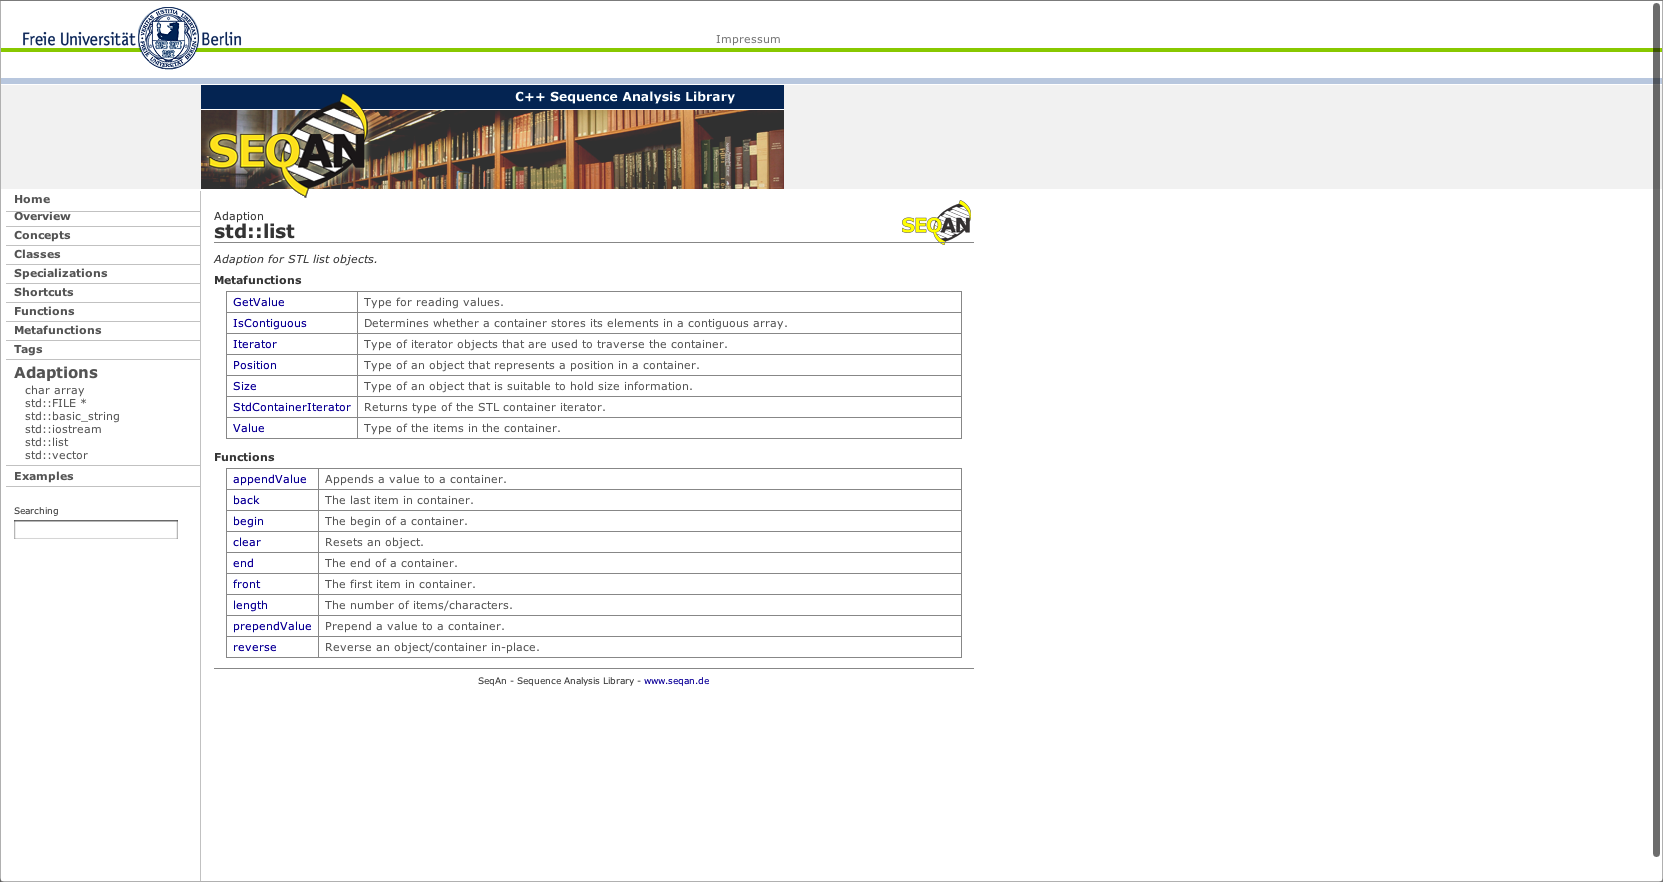 Freie Universität Berlin
Impressum
C++ Sequence Analysis Library
SEQAN
Home
Overview
Concepts
Classes
Specializations
Shortcuts
Functions
Metafunctions
Tags
Adaptions
char array
std::FILE *
std::basic_string
std::iostream
std::list
std::vector
Examples
Searching
Adaption
std::list
SEQAN
Adaption for STL list objects.
Metafunctions
GetValue Type for reading values.
IsContiguous Determines whether a container stores its elements in a contiguous array.
Iterator Type of iterator objects that are used to traverse the container.
Position Type of an object that represents a position in a container.
Size Type of an object that is suitable to hold size information.
StdContainerIterator Returns type of the STL container iterator.
Value Type of the items in the container.
Functions
appendValue Appends a value to a container.
back The last item in container.
begin The begin of a container.
clear Resets an object.
end The end of a container.
front The first item in container.
length The number of items/characters.
prependValue Prepend a value to a container.
reverse Reverse an object/container in-place.
SeqAn - Sequence Analysis Library - www.seqan.de